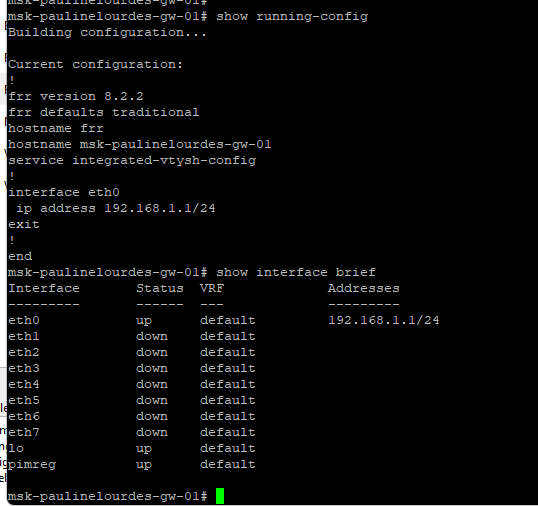 msk-paulinelourdes-gw-01#
msk-paulinelourdes-gw-01# show running-config
Building configuration...
Current configuration:
!
frr version 8.2.2
frr defaults traditional
hostname frr
hostname msk-paulinelourdes-gw-01
service integrated-vtysh-config
!
interface eth0
 ip address 192.168.1.1/24
exit
!
end
msk-paulinelourdes-gw-01# show interface brief
Interface       Status  VRF             Addresses
---------       ------  ---             ---------
eth0            up      default         192.168.1.1/24
eth1            down    default
eth2            down    default
eth3            down    default
eth4            down    default
eth5            down    default
eth6            down    default
eth7            down    default
lo              up      default
pimreg          up      default
msk-paulinelourdes-gw-01#